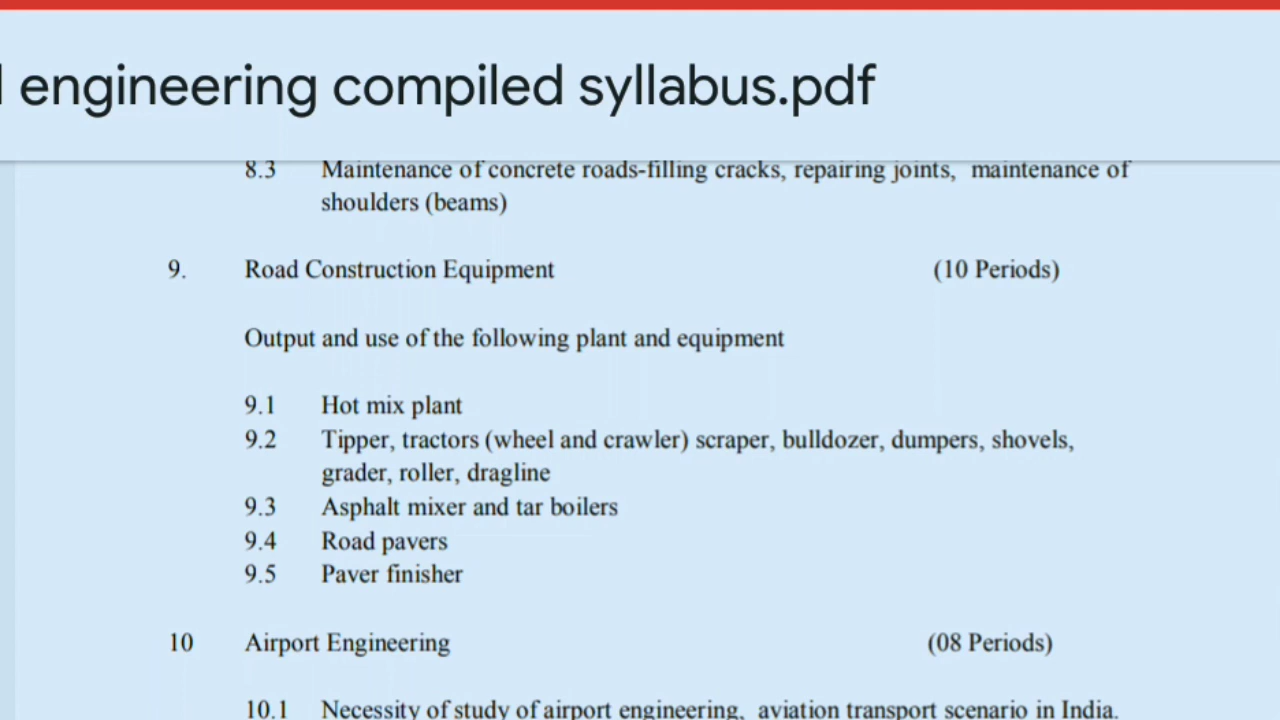 engineering compiled syllabus.pdf
8.3 Maintenance of concrete roads-filling cracks, repairing joints, maintenance of
shoulders (beams)
9. Road Construction Equipment (10 Periods)
Output and use of the following plant and equipment
9.1 Hot mix plant
9.2 Tipper, tractors (wheel and crawler) scraper, bulldozer, dumpers, shovels,
grader, roller, dragline
9.3 Asphalt mixer and tar boilers
9.4 Road pavers
9.5 Paver finisher
10 Airport Engineering (08 Periods)
10.1 Necessity of study of airport engineering, aviation transport scenario in India.